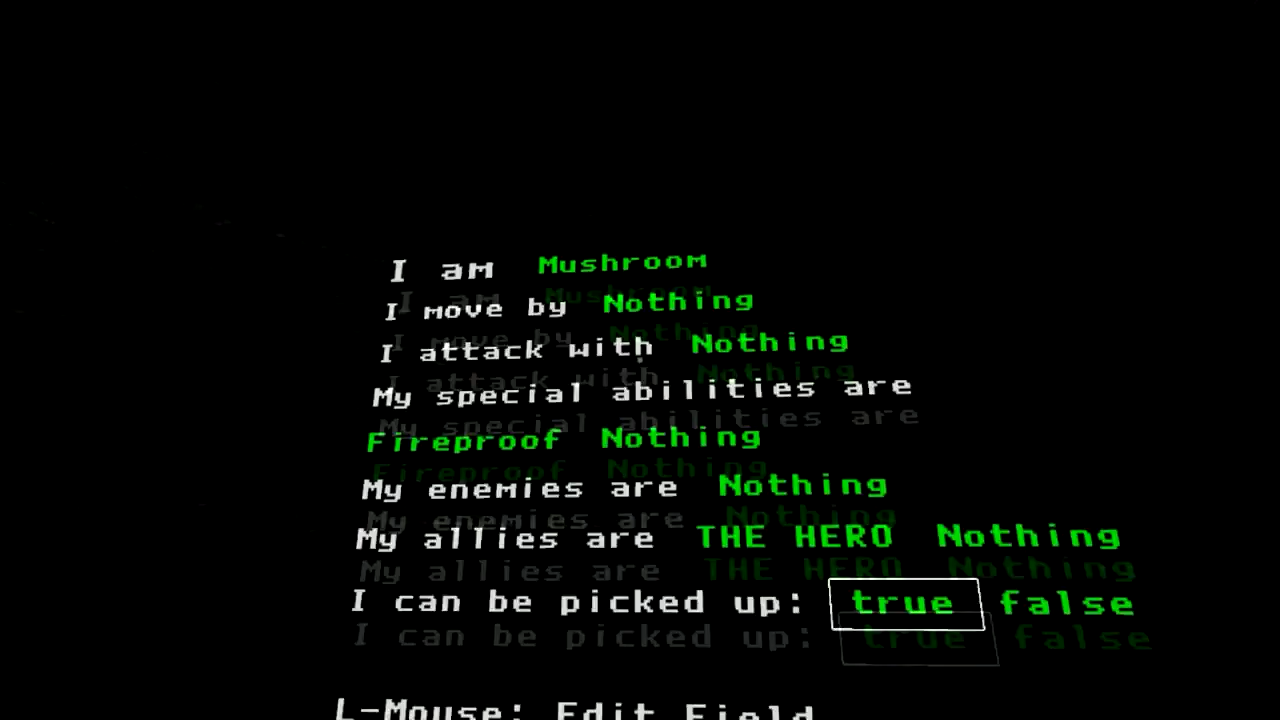 I am Mushroom
I move by Nothing
I attack with Nothing
My special abilities are
Fireproof Nothing
My enemies are Nothing
My allies are THE HERO Nothing
I can be picked up: true false
L-Mouse: Edit Field